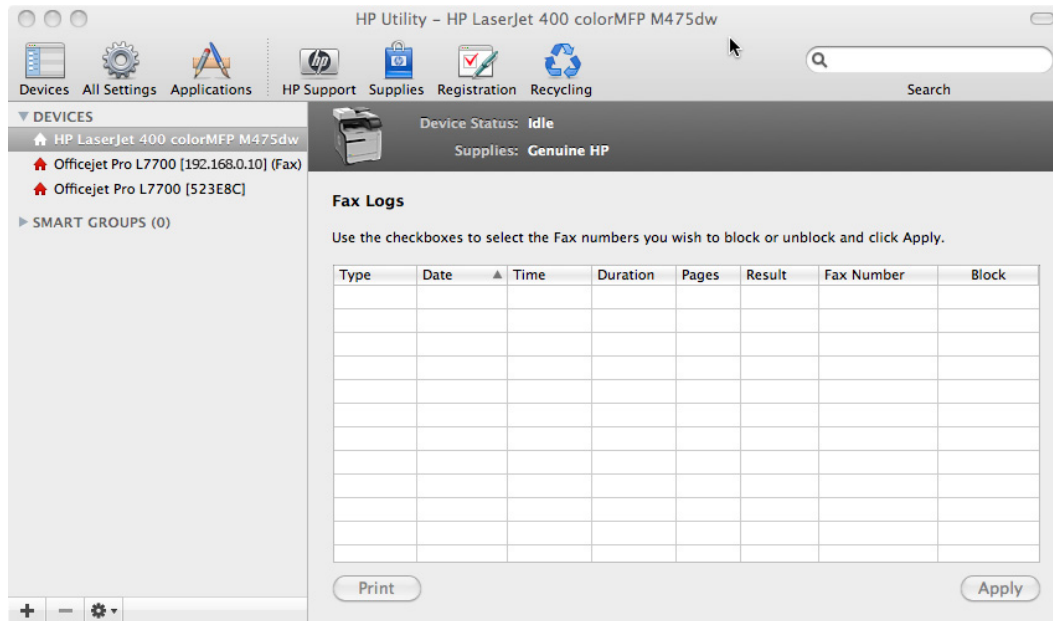 HP Utility – HP LaserJet 400 colorMFP M475dw
Devices All Settings Applications HP Support Supplies Registration Recycling Search
DEVICES
HP LaserJet 400 colorMFP M475dw
Officejet Pro L7700 [192.168.0.10] (Fax)
Officejet Pro L7700 [523E8C]
SMART GROUPS (0)
Device Status: Idle
Supplies: Genuine HP
Fax Logs
Use the checkboxes to select the Fax numbers you wish to block or unblock and click Apply.
Type Date Time Duration Pages Result Fax Number Block
Print Apply